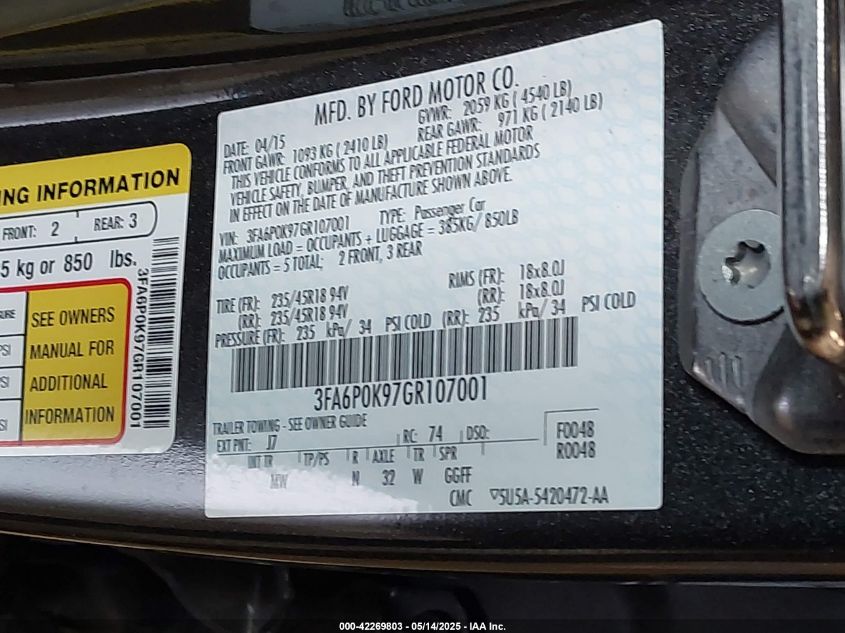 MFD. BY FORD MOTOR CO.
DATE: 04/15 GVWR: 2059 KG ( 4540 LB)
FRONT GAWR: 1093 KG ( 2410 LB) REAR GAWR: 971 KG ( 2140 LB)
THIS VEHICLE CONFORMS TO ALL APPLICABLE FEDERAL MOTOR
VEHICLE SAFETY, BUMPER, AND THEFT PREVENTION STANDARDS
IN EFFECT ON THE DATE OF MANUFACTURE SHOWN ABOVE.
VIN: 3FA6P0K97GR107001 TYPE: Passenger Car
MAXIMUM LOAD = OCCUPANTS + LUGGAGE = 385KG/ 850LB
OCCUPANTS = 5 TOTAL; 2 FRONT, 3 REAR
TIRE (FR): 235/45R18 94V RIMS (FR): 18x8.0J
(RR): 235/45R18 94V (RR): 18x8.0J
PRESSURE (FR): 235 kPa/ 34 PSI COLD (RR): 235 kPa/ 34 PSI COLD
3FA6P0K97GR107001
TRAILER TOWING - SEE OWNER GUIDE
EXT PNT: J7 RC: 74 DSO: F0048
R0048
INT TR TP/PS R AXLE TR SPR
MW N 32 W GGFF
CMC 5U5A-5420472-AA
NG INFORMATION
FRONT: 2 REAR: 3
5 kg or 850 lbs.
3FA6P0K97GR107001
SURE
PSI
PSI
SI
SEE OWNERS
MANUAL FOR
ADDITIONAL
INFORMATION
000-42269803 - 05/14/2025 - IAA Inc.